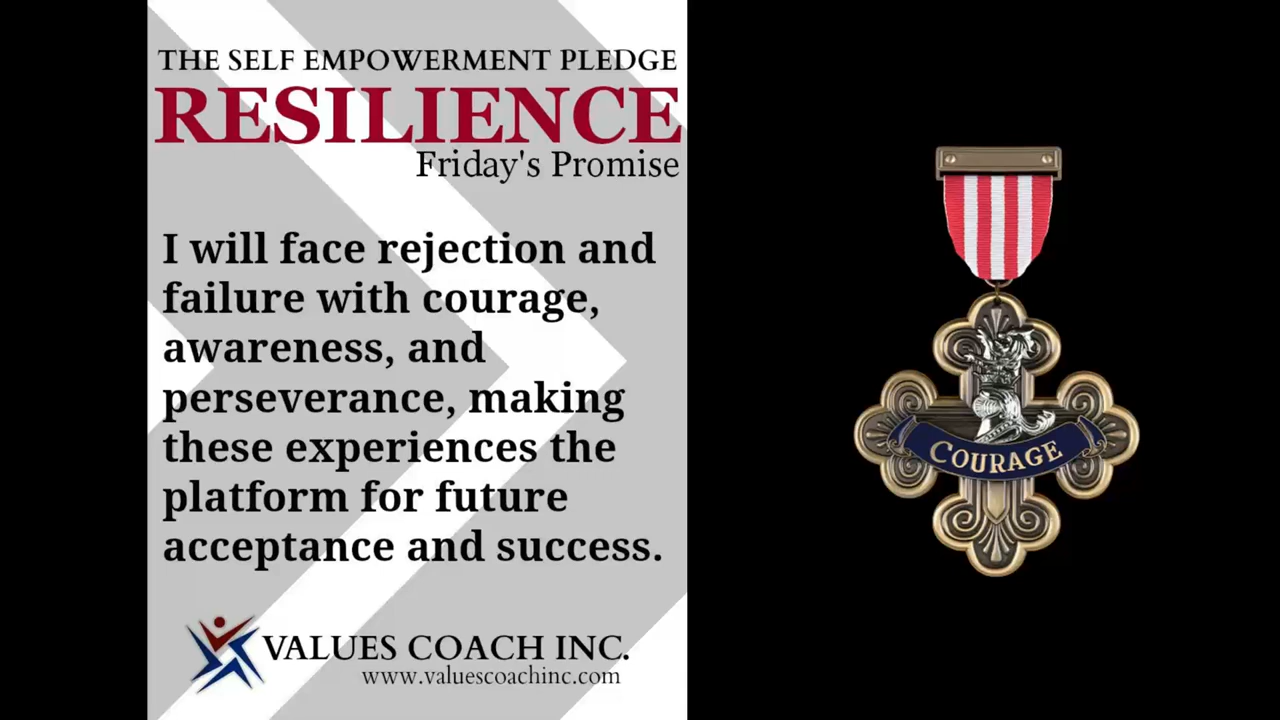 THE SELF EMPOWERMENT PLEDGE
RESILIENCE
Friday's Promise
I will face rejection and
failure with courage,
awareness, and
perseverance, making
these experiences the
platform for future
acceptance and success.
VALUES COACH INC.
www.valuescoachinc.com
COURAGE